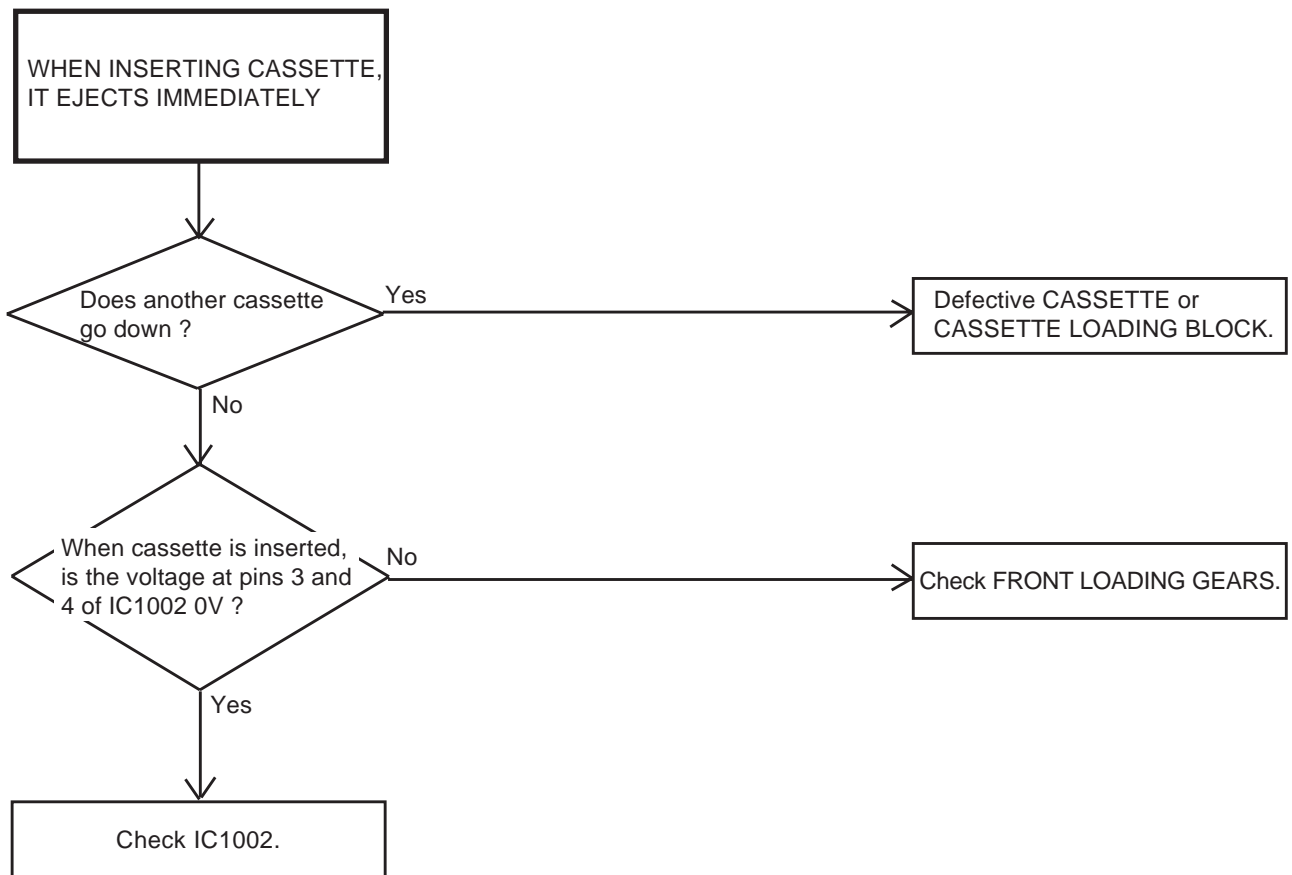 WHEN INSERTING CASSETTE,
IT EJECTS IMMEDIATELY
Does another cassette
go down ?
Yes
Defective CASSETTE or
CASSETTE LOADING BLOCK.
No
When cassette is inserted,
is the voltage at pins 3 and
4 of IC1002 0V ?
No
Check FRONT LOADING GEARS.
Yes
Check IC1002.